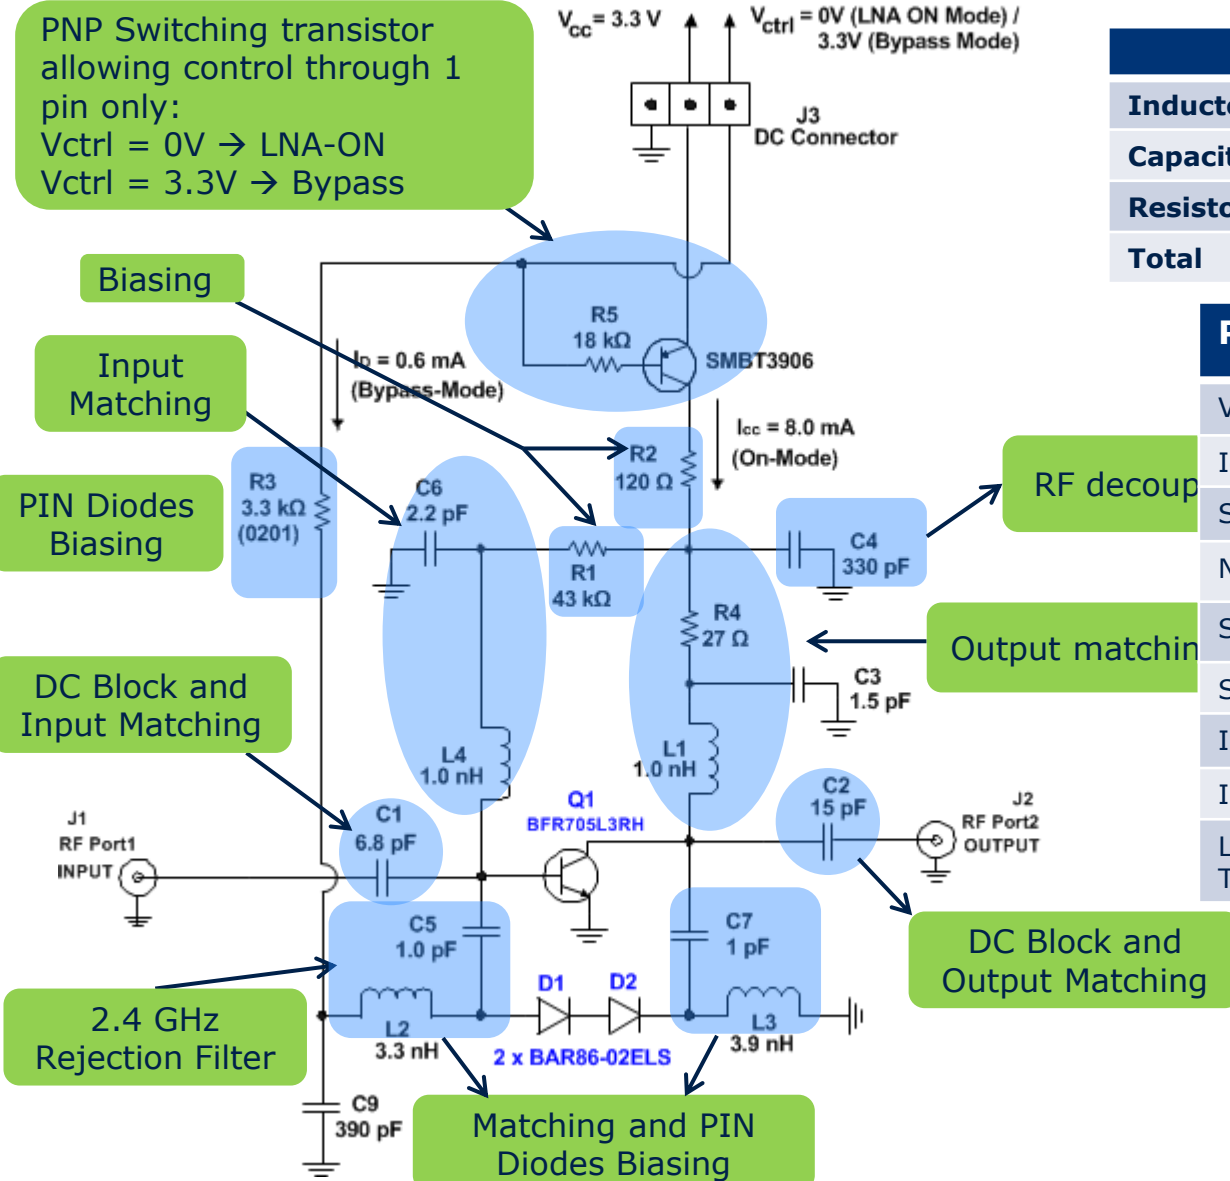 PNP Switching transistor
allowing control through 1
pin only:
Vctrl = 0V → LNA-ON
Vctrl = 3.3V → Bypass
Vcc = 3.3 V
Vctrl = 0V (LNA ON Mode) /
3.3V (Bypass Mode)
J3
DC Connector
Total
Biasing
Input
Matching
PIN Diodes
Biasing
DC Block and
Input Matching
R5
18 kΩ
SMBT3906
ID = 0.6 mA
(Bypass-Mode)
Icc = 8.0 mA
(On-Mode)
R2
120 Ω
R3
3.3 kΩ
(0201)
C6
2.2 pF
R1
43 kΩ
C4
330 pF
RF decoup
R4
27 Ω
Output matchin
C3
1.5 pF
L4
1.0 nH
L1
1.0 nH
Q1
BFR705L3RH
C2
15 pF
J1
RF Port1
INPUT
C1
6.8 pF
J2
RF Port2
OUTPUT
C5
1.0 pF
C7
1 pF
DC Block and
Output Matching
2.4 GHz
Rejection Filter
D1
D2
L2
3.3 nH
2 x BAR86-02ELS
L3
3.9 nH
C9
390 pF
Matching and PIN
Diodes Biasing